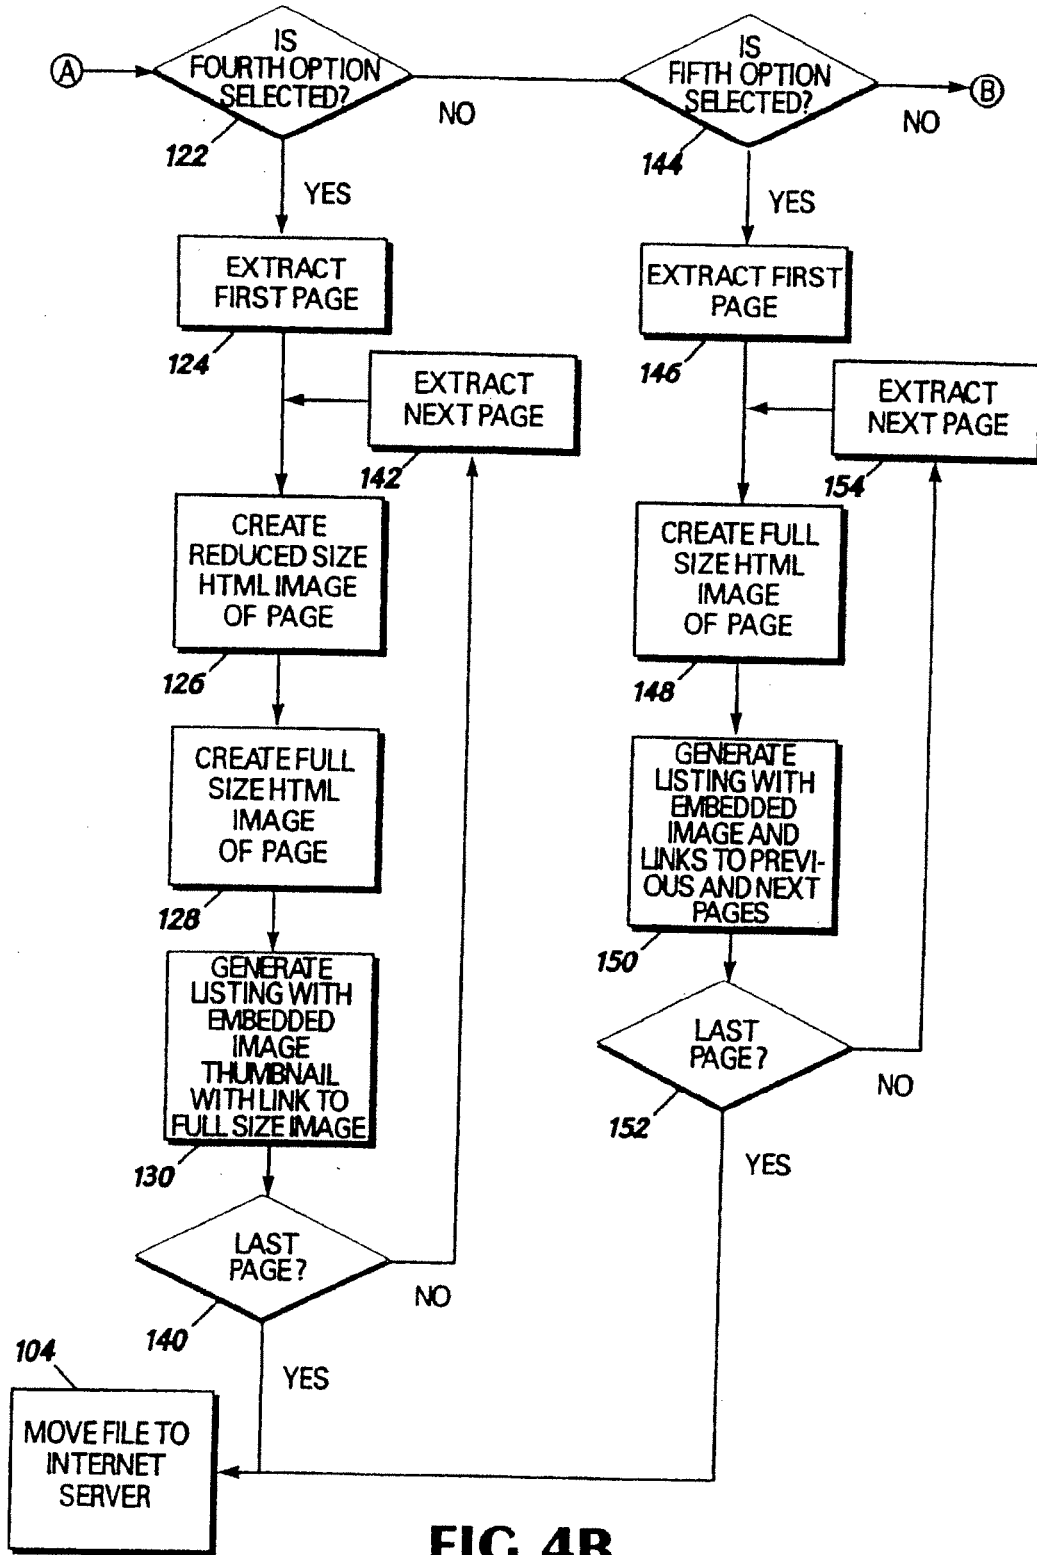 A
IS
FOURTH OPTION
SELECTED?
122
NO
YES
IS
FIFTH OPTION
SELECTED?
144
NO
B
YES
EXTRACT
FIRST PAGE
124
EXTRACT
NEXT PAGE
142
CREATE
REDUCED SIZE
HTML IMAGE
OF PAGE
126
CREATE FULL
SIZE HTML
IMAGE
OF PAGE
128
GENERATE
LISTING WITH
EMBEDDED
IMAGE
THUMBNAIL
WITH LINK TO
FULL SIZE IMAGE
130
LAST
PAGE?
140
NO
YES
104
MOVE FILE TO
INTERNET
SERVER
EXTRACT FIRST
PAGE
146
EXTRACT
NEXT PAGE
154
CREATE FULL
SIZE HTML
IMAGE
OF PAGE
148
GENERATE
LISTING WITH
EMBEDDED
IMAGE AND
LINKS TO PREVI-
OUS AND NEXT
PAGES
150
LAST
PAGE?
152
NO
YES
FIG. 4B